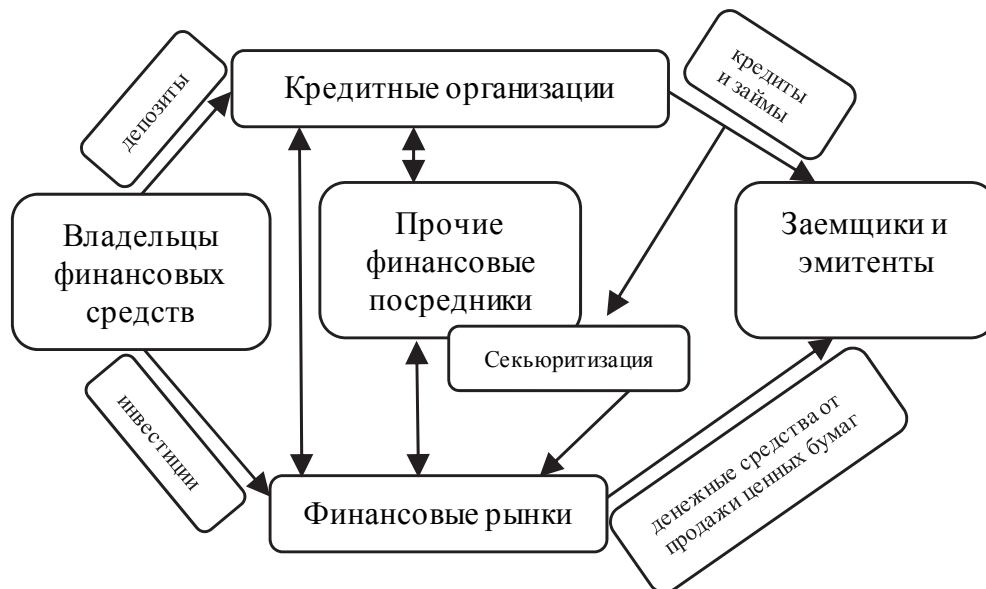 депозиты
Кредитные организации
кредиты
и займы
Владельцы
финансовых
средств
Прочие
финансовые
посредники
Заемщики и
эмитенты
Секьюритизация
инвестиции
Финансовые рынки
денежные средства от
продажи ценных бумаг